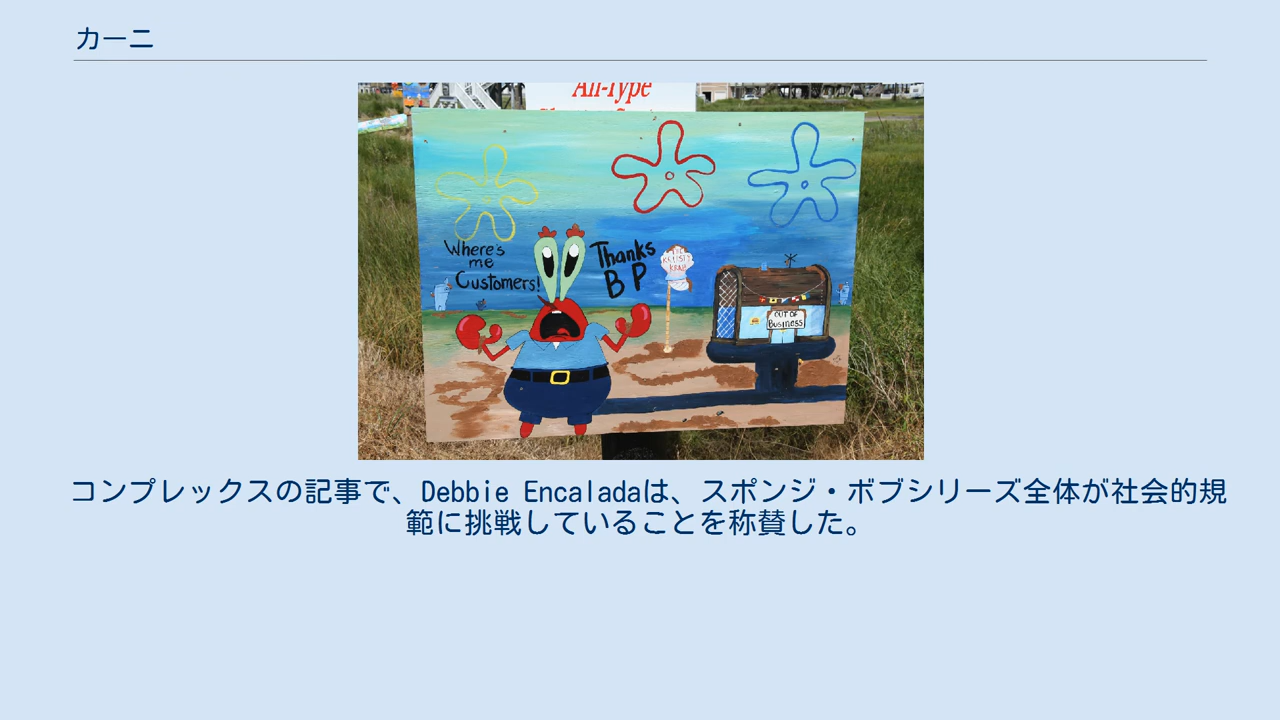 カーニ
All-Type
Where's
me
Customers!
Thanks
BP
THE
KRUSTY
KRAB
OUT OF
Business
コンプレックスの記事で、Debbie Encaladaは、スポンジ・ボブシリーズ全体が社会的規
範に挑戦していることを称賛した。